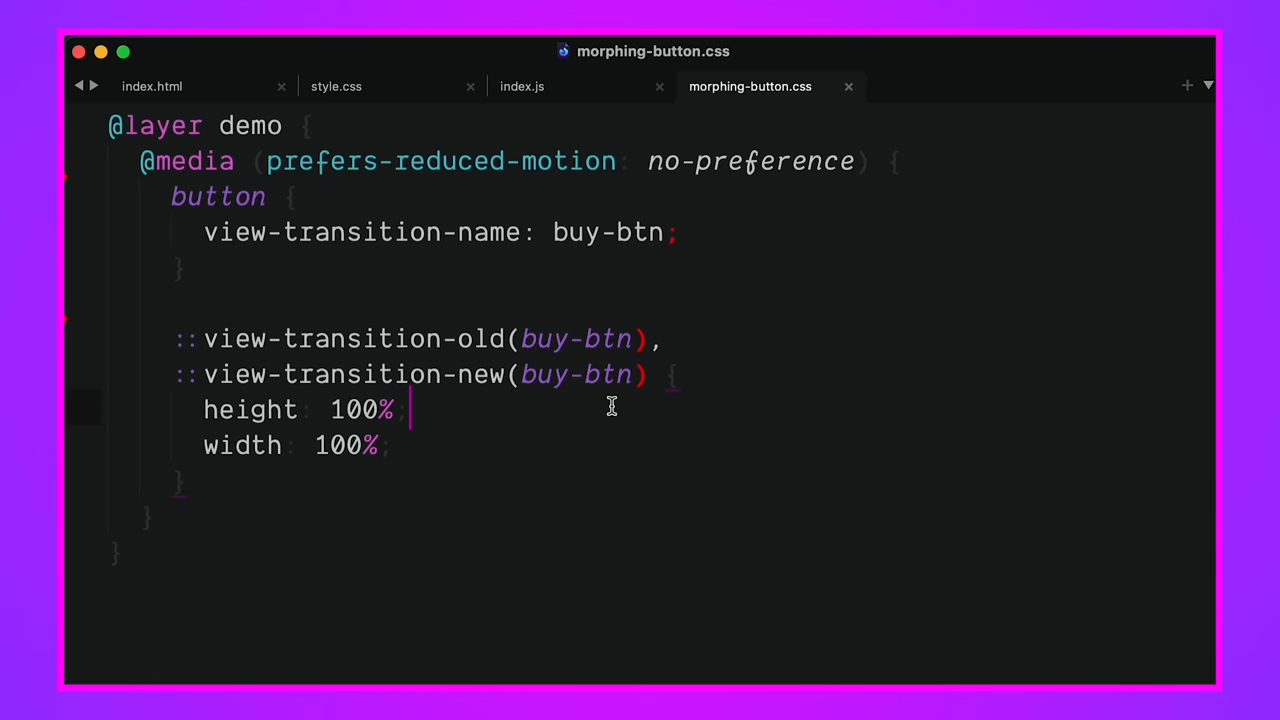 morphing-button.css
index.html
style.css
index.js
morphing-button.css
@layer demo {
@media (prefers-reduced-motion: no-preference) {
button {
view-transition-name: buy-btn;
}
::view-transition-old(buy-btn),
::view-transition-new(buy-btn) {
height: 100%;
width: 100%;
}
}
}